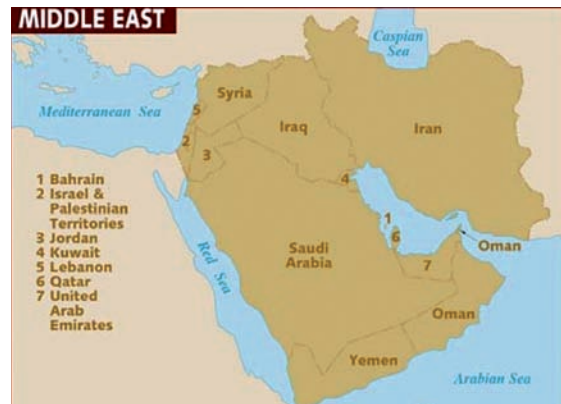 MIDDLE EAST
Caspian
Sea
Mediterranean Sea
Syria
Iraq
Iran
5
2
3
4
1
6
7
Oman
Saudi
Arabia
Red Sea
Oman
Yemen
Arabian Sea
1 Bahrain
2 Israel &
Palestinian
Territories
3 Jordan
4 Kuwait
5 Lebanon
6 Qatar
7 United
Arab
Emirates